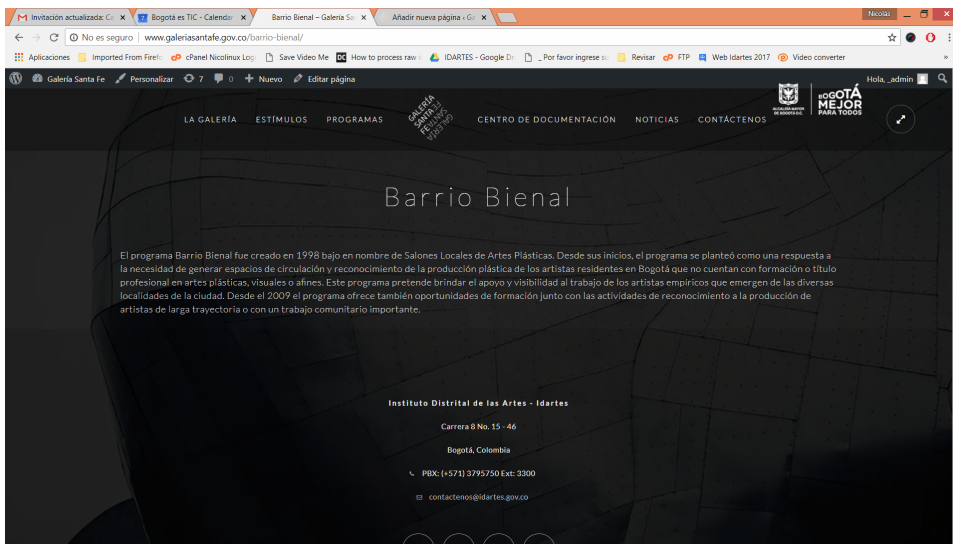 Nicolás
Invitación actualizada: Ca
Bogotá es TIC - Calendar
Barrio Bienal – Galería Sa
Añadir nueva página ‹ Ga
No es seguro | www.galeriasantafe.gov.co/barrio-bienal/
Aplicaciones Imported From Firefo cPanel Nicolinux Logi Save Video Me DC How to process raw i IDARTES - Google Dr _ Por favor ingrese su Revisar FTP Web Idartes 2017 Video converter »
Galería Santa Fe Personalizar 7 0 Nuevo Editar página Hola, _admin
LA GALERÍA ESTÍMULOS PROGRAMAS
GALERÍA
SANTA
FE
CENTRO DE DOCUMENTACIÓN NOTICIAS CONTÁCTENOS
ALCALDÍA MAYOR
DE BOGOTÁ D.C.
BOGOTÁ
MEJOR
PARA TODOS
Barrio Bienal
El programa Barrio Bienal fue creado en 1998 bajo en nombre de Salones Locales de Artes Plásticas. Desde sus inicios, el programa se planteó como una respuesta a
la necesidad de generar espacios de circulación y reconocimiento de la producción plástica de los artistas residentes en Bogotá que no cuentan con formación o título
profesional en artes plásticas, visuales o afines. Este programa pretende brindar el apoyo y visibilidad al trabajo de los artistas empíricos que emergen de las diversas
localidades de la ciudad. Desde el 2009 el programa ofrece también oportunidades de formación junto con las actividades de reconocimiento a la producción de
artistas de larga trayectoria o con un trabajo comunitario importante.
Instituto Distrital de las Artes - Idartes
Carrera 8 No. 15 - 46
Bogotá, Colombia
PBX: (+571) 3795750 Ext: 3300
contactenos@idartes.gov.co